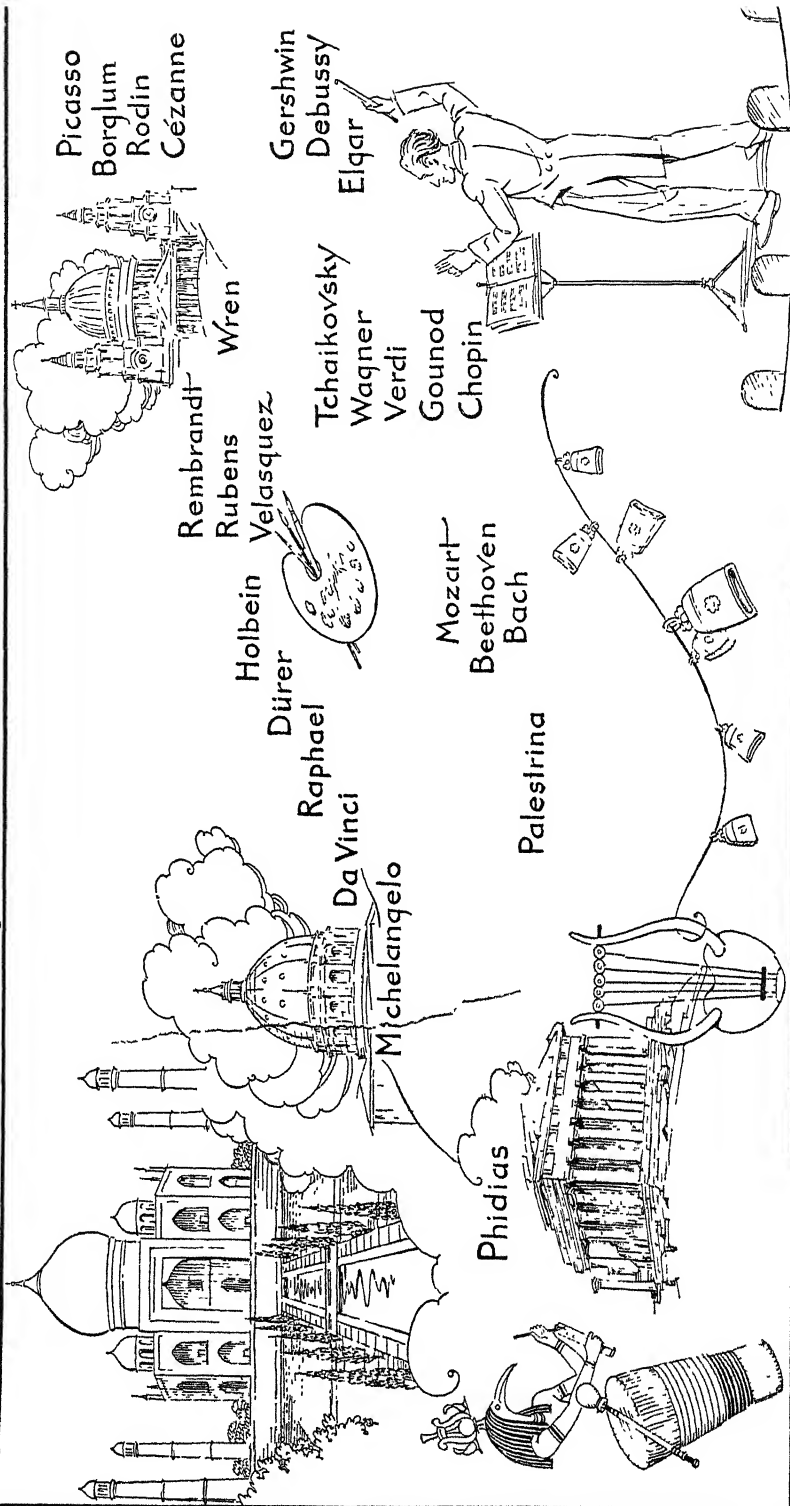 Phidias
Michelangelo
Da Vinci
Raphael
Dürer
Holbein
Rembrandt
Rubens
Velasquez
Wren
Picasso
Borglum
Rodin
Cézanne
Palestrina
Mozart
Beethoven
Bach
Tchaikovsky
Wagner
Verdi
Gounod
Chopin
Gershwin
Debussy
Elgar